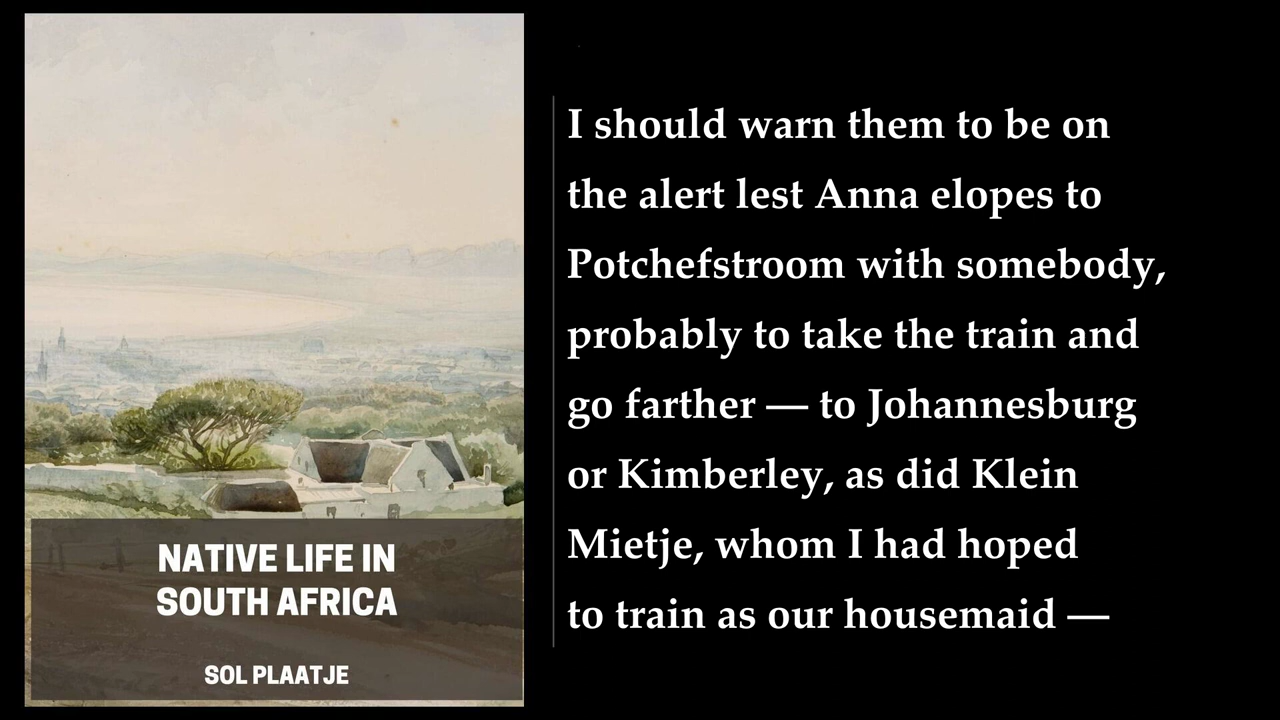 NATIVE LIFE IN
SOUTH AFRICA
SOL PLAATJE
I should warn them to be on
the alert lest Anna elopes to
Potchefstroom with somebody,
probably to take the train and
go farther — to Johannesburg
or Kimberley, as did Klein
Mietje, whom I had hoped
to train as our housemaid —